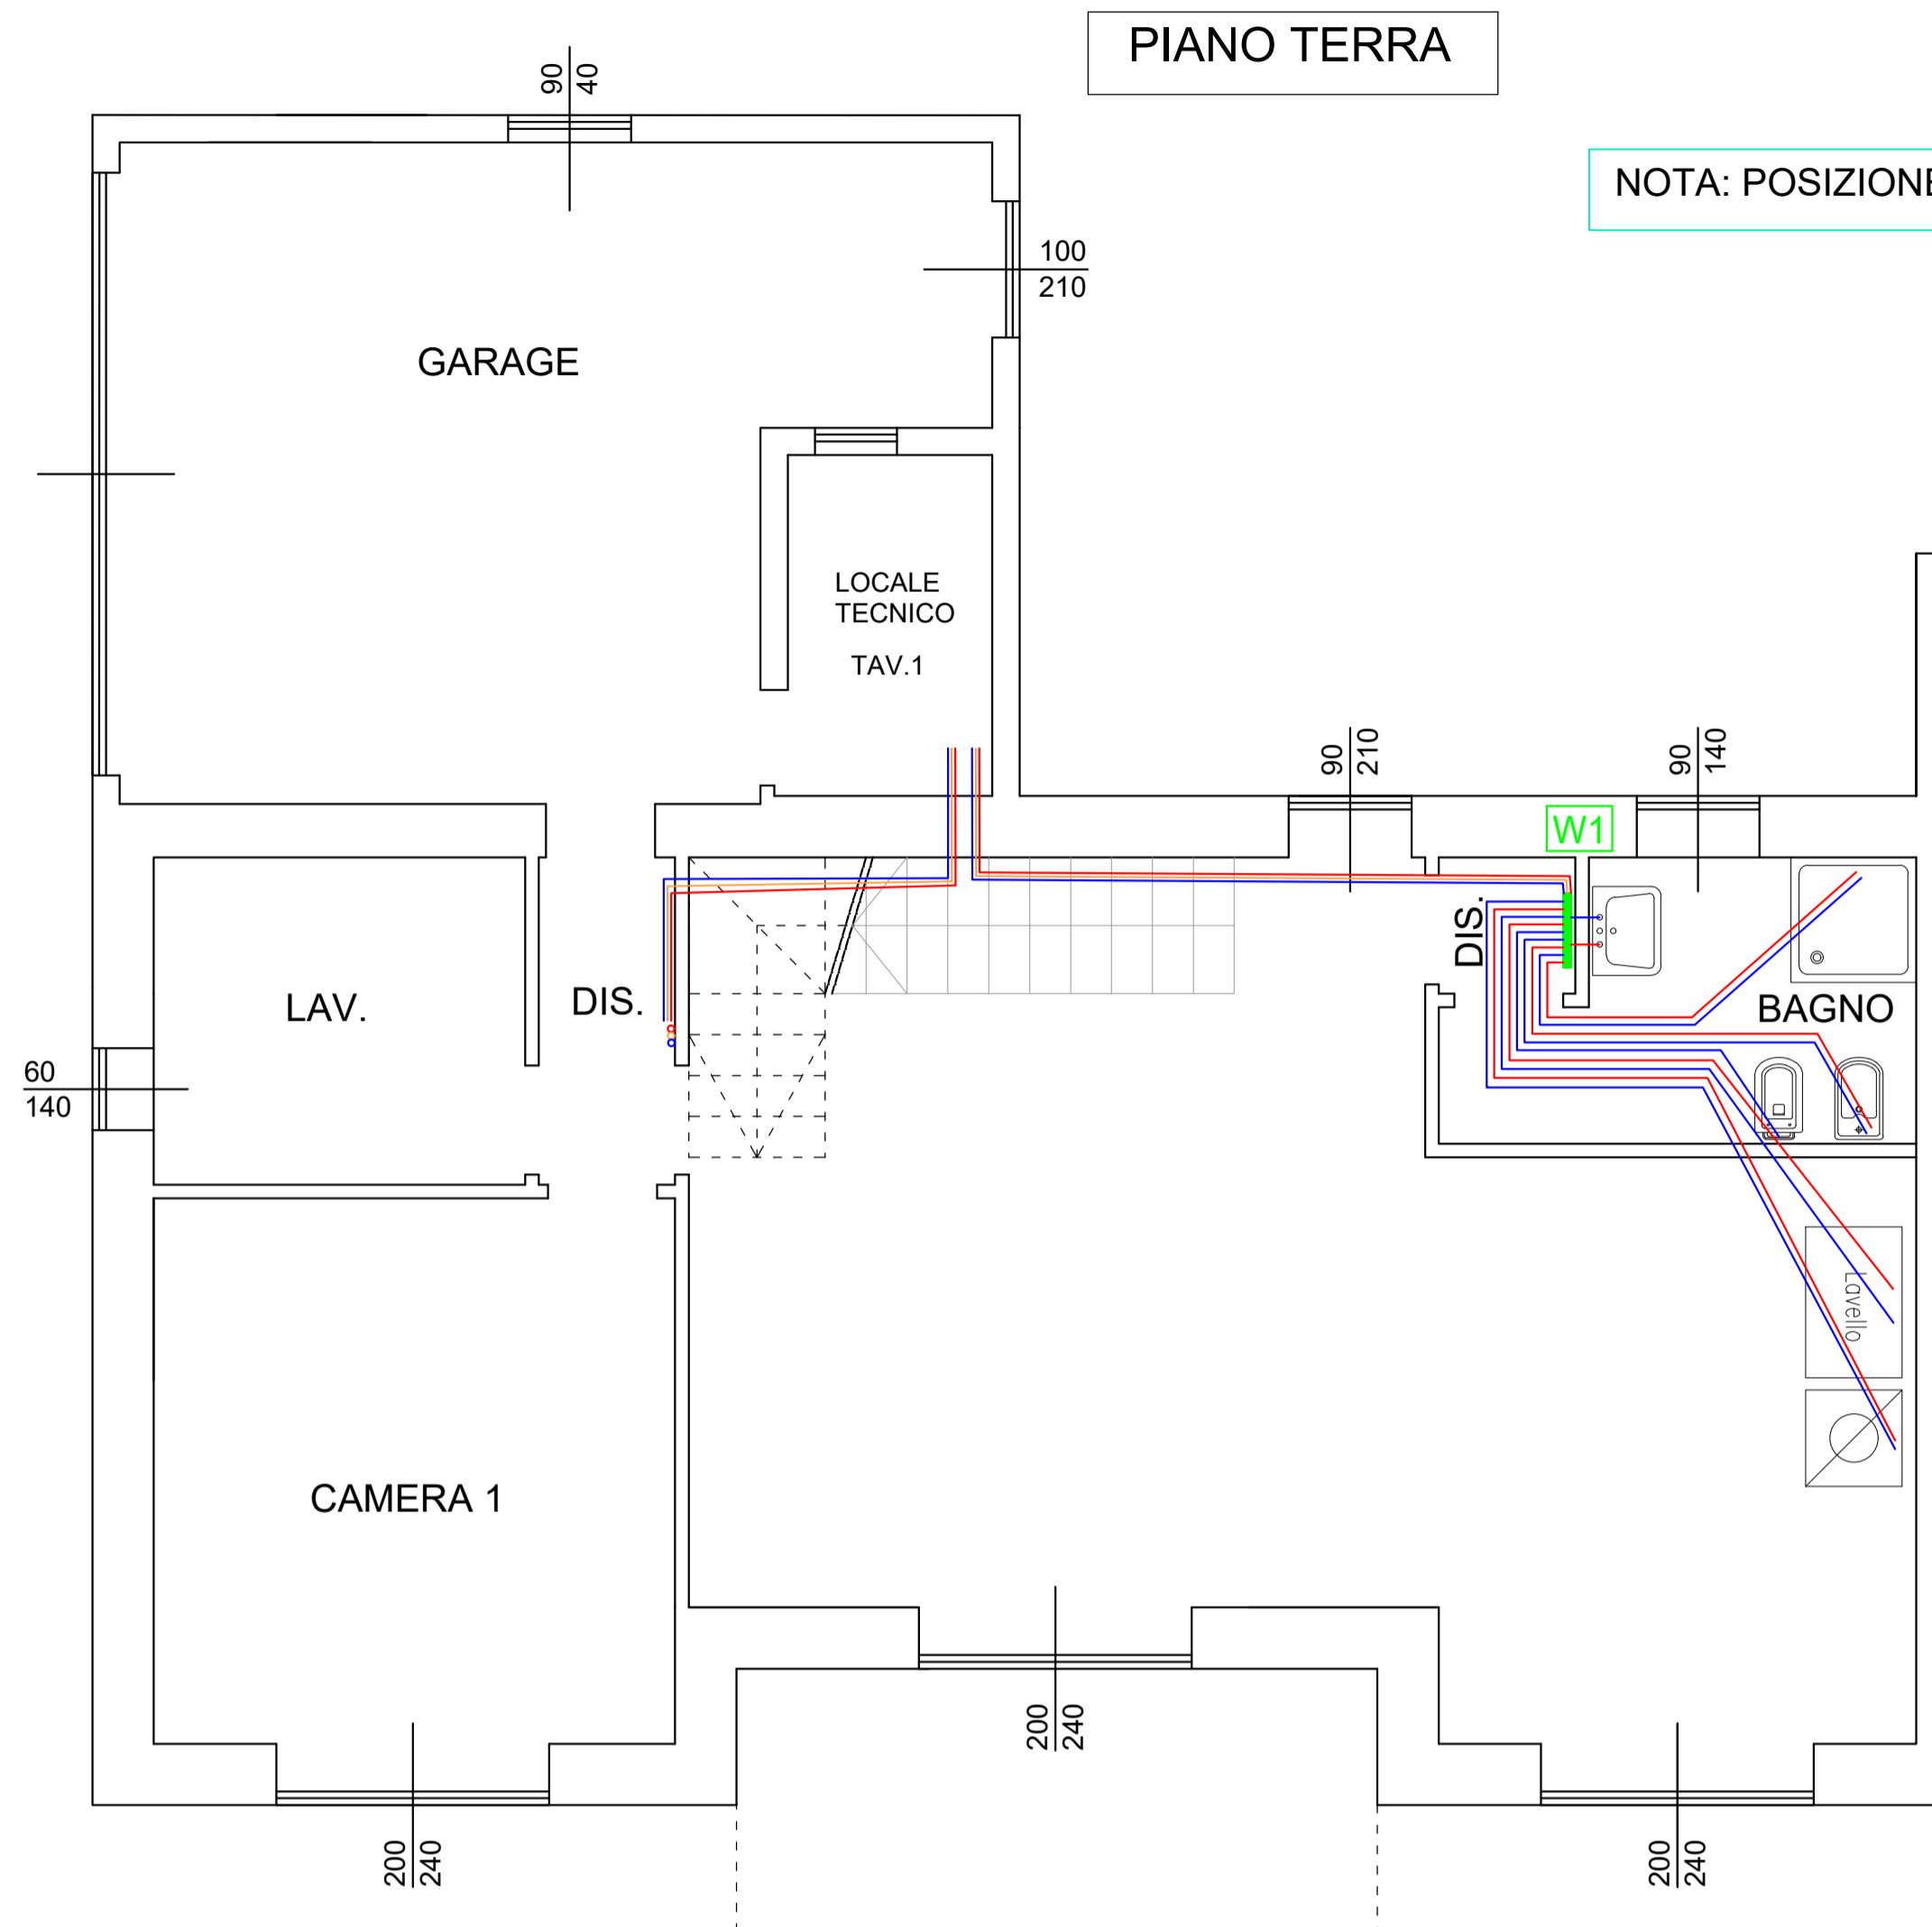 PIANO TERRA
90
40
NOTA: POSIZIONE
100
210
GARAGE
LOCALE
TECNICO
TAV.1
90
210
90
140
W1
DIS.
LAV.
DIS.
BAGNO
60
140
Lavello
CAMERA 1
200
240
200
240
200
240